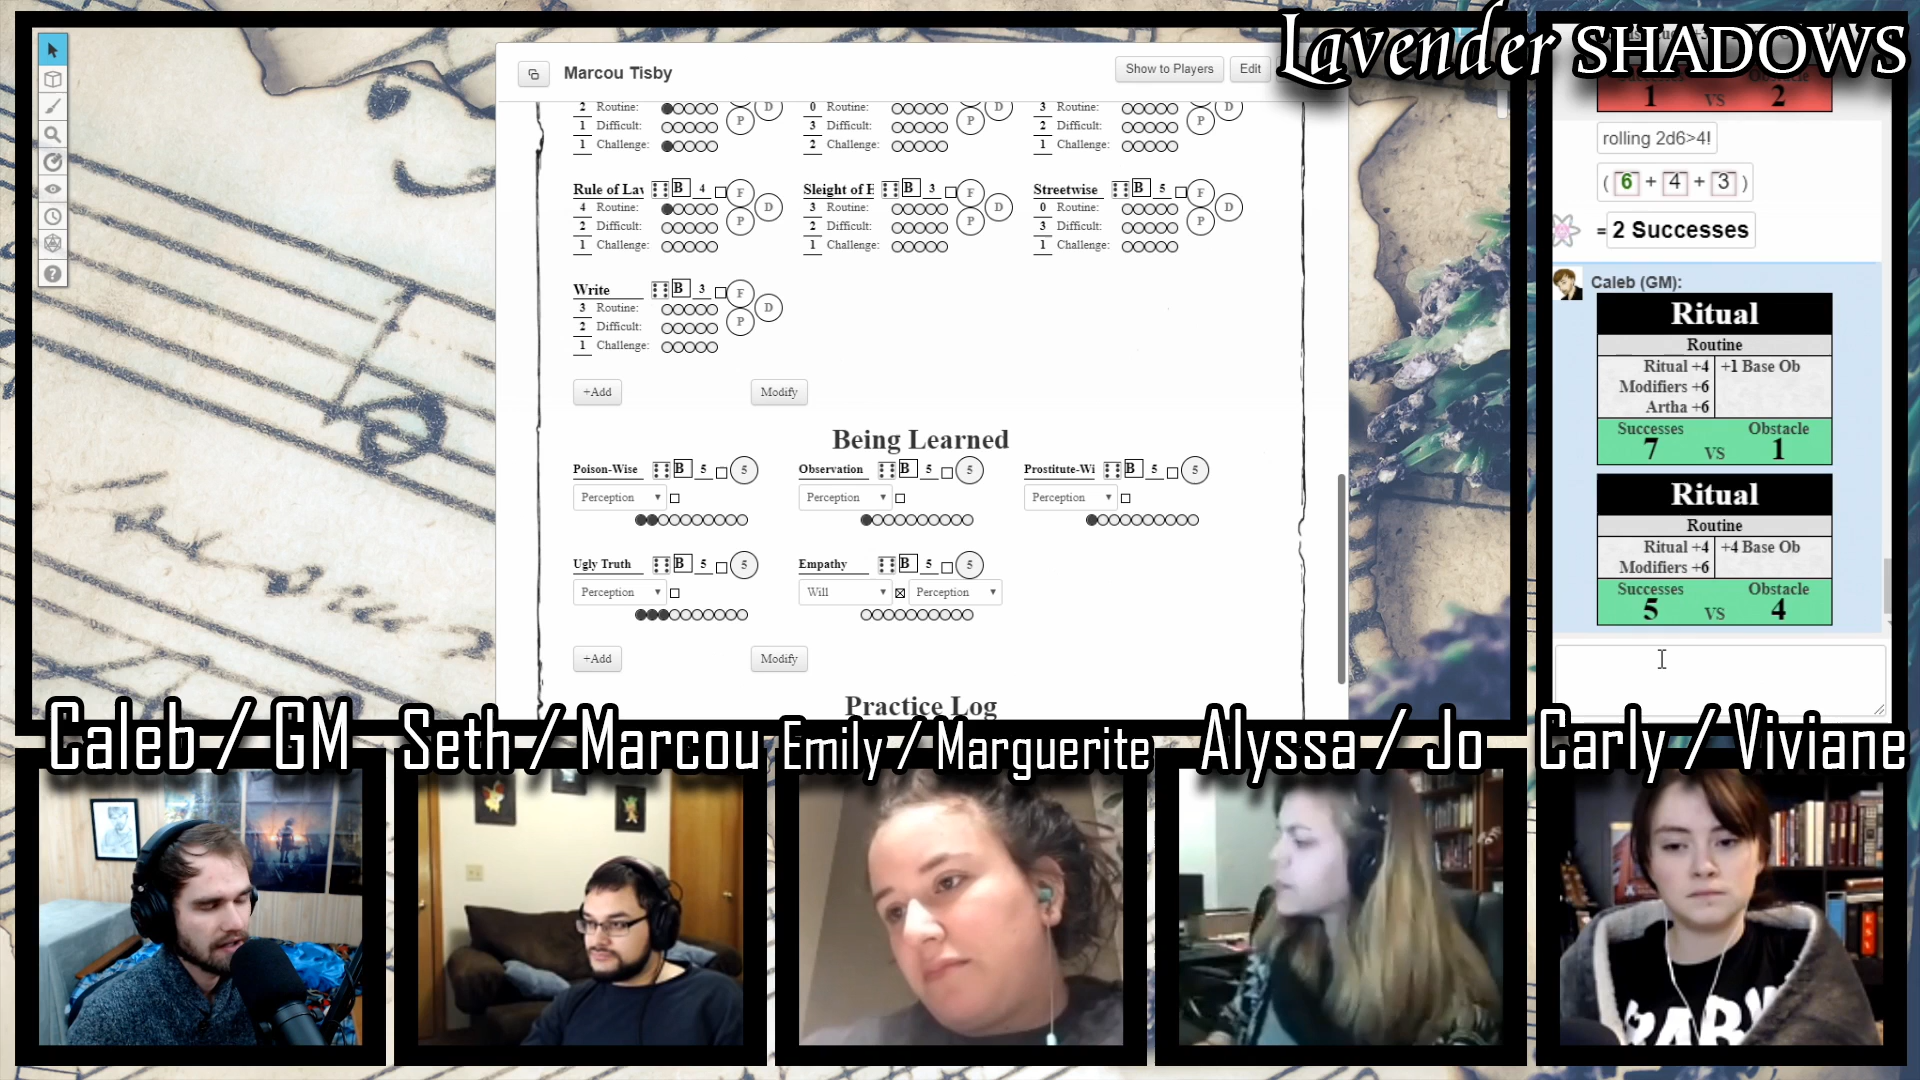 Lavender SHADOWS
Marcou Tisby
Show to Players
Edit
2 Routine:
1 Difficult:
1 Challenge:
P
D
0 Routine:
3 Difficult:
2 Challenge:
P
D
3 Routine:
2 Difficult:
1 Challenge:
P
D
Rule of Lav B 4 F
4 Routine:
2 Difficult:
1 Challenge:
P
D
Sleight of H B 3 F
3 Routine:
2 Difficult:
1 Challenge:
P
D
Streetwise B 5 F
0 Routine:
3 Difficult:
1 Challenge:
P
D
Write B 3 F
3 Routine:
2 Difficult:
1 Challenge:
P
D
+Add
Modify
Being Learned
Poison-Wise B 5 5
Perception
Observation B 5 5
Perception
Prostitute-Wi B 5 5
Perception
Ugly Truth B 5 5
Perception
Empathy B 5 5
Will
Perception
+Add
Modify
Practice Log
Obstacle
1 VS 2
rolling 2d6>4!
(6+4+3)
=2 Successes
Caleb (GM):
Ritual
Routine
Ritual +4
Modifiers +6
Artha +6
+1 Base Ob
Successes Obstacle
7 VS 1
Ritual
Routine
Ritual +4
Modifiers +6
+4 Base Ob
Successes Obstacle
5 VS 4
Caleb / GM
Seth / Marcou
Emily / Marguerite
Alyssa / Jo
Carly / Viviane